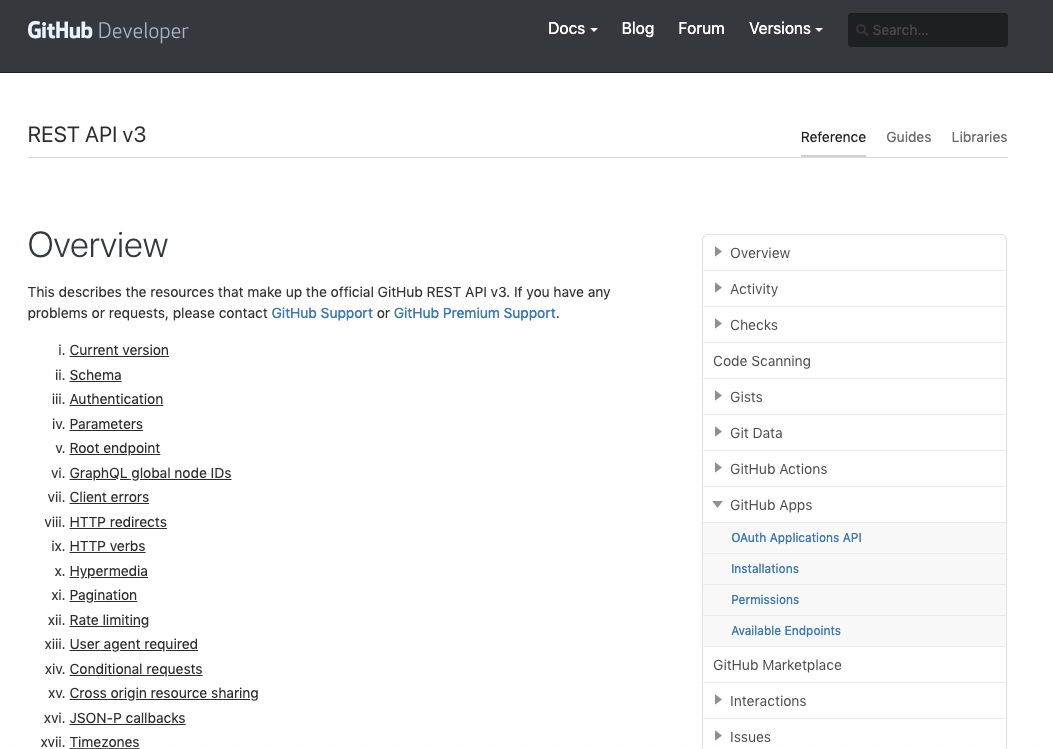 GitHub Developer
Docs
Blog
Forum
Versions
Search...
REST API v3
Reference
Guides
Libraries
Overview
This describes the resources that make up the official GitHub REST API v3. If you have any
problems or requests, please contact GitHub Support or GitHub Premium Support.
i. Current version
ii. Schema
iii. Authentication
iv. Parameters
v. Root endpoint
vi. GraphQL global node IDs
vii. Client errors
viii. HTTP redirects
ix. HTTP verbs
x. Hypermedia
xi. Pagination
xii. Rate limiting
xiii. User agent required
xiv. Conditional requests
xv. Cross origin resource sharing
xvi. JSON-P callbacks
xvii. Timezones
Overview
Activity
Checks
Code Scanning
Gists
Git Data
GitHub Actions
GitHub Apps
OAuth Applications API
Installations
Permissions
Available Endpoints
GitHub Marketplace
Interactions
Issues